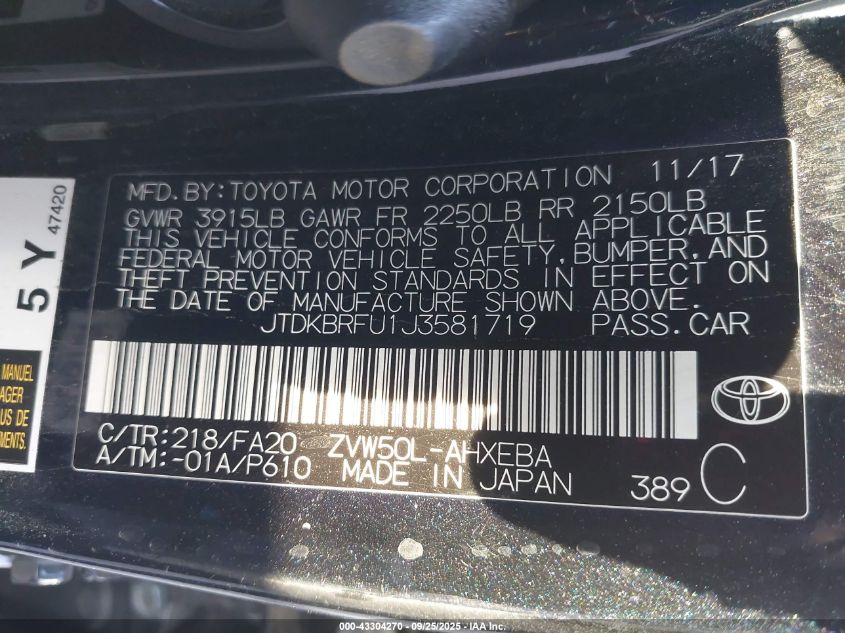 MFD. BY: TOYOTA MOTOR CORPORATION 11/17
GVWR 3915LB GAWR FR 2250LB RR 2150LB
THIS VEHICLE CONFORMS TO ALL APPLICABLE
FEDERAL MOTOR VEHICLE SAFETY, BUMPER, AND
THEFT PREVENTION STANDARDS IN EFFECT ON
THE DATE OF MANUFACTURE SHOWN ABOVE.
JTDKBRFU1J3581719 PASS. CAR
C/TR: 218/FA20 ZVW50L-AHXEBA
A/TM: -01A/P610 MADE IN JAPAN
389 C
5 Y
47420
MANUEL
AGER
US DE
MENTS.
000-43304270 - 09/25/2025 - IAA Inc.